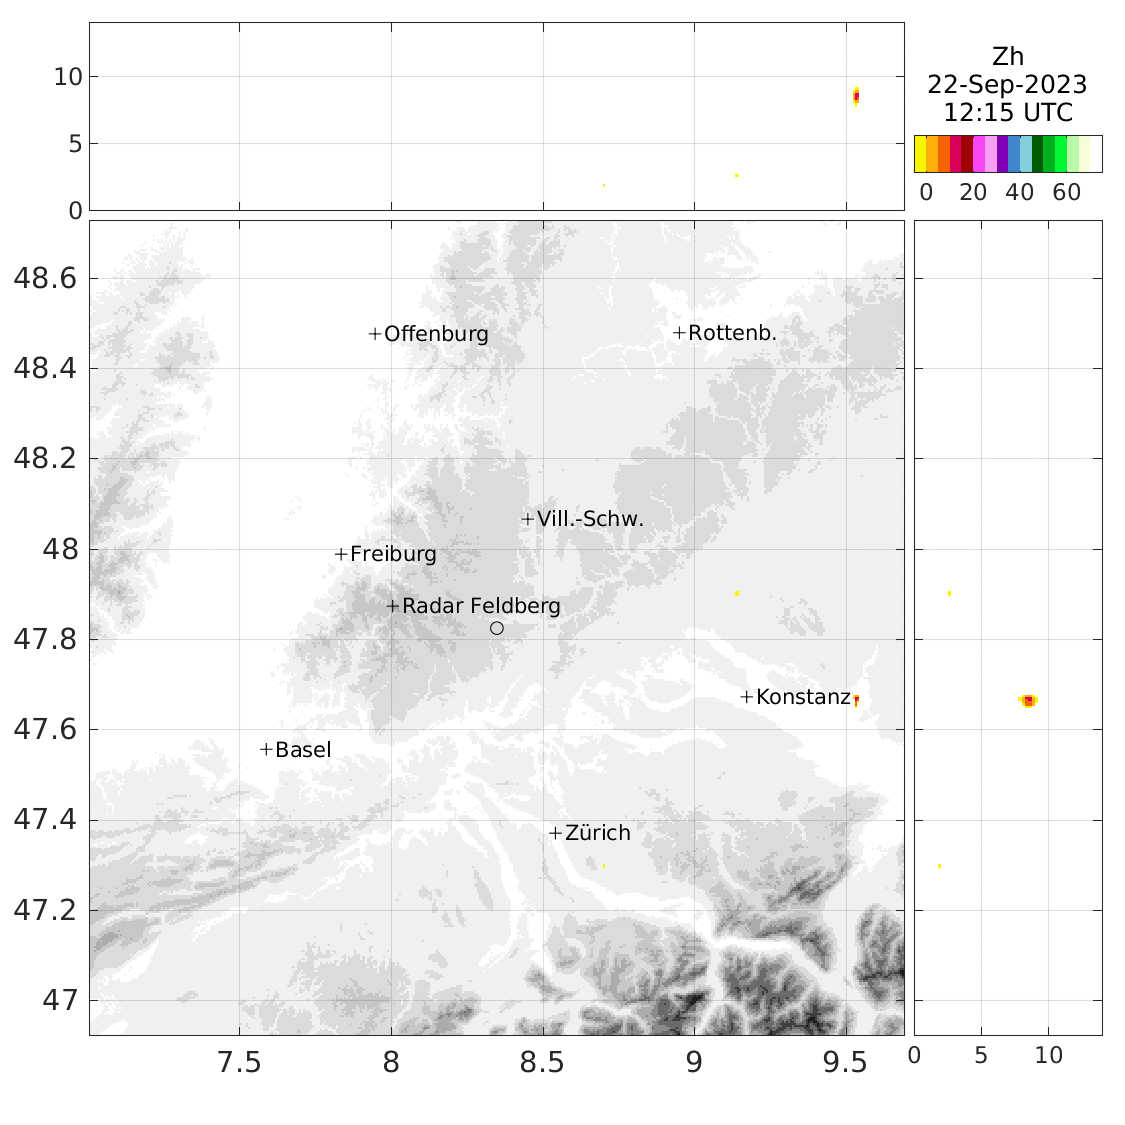 10
5
0
Zh
22-Sep-2023
12:15 UTC
0 20 40 60
48.6
48.4
48.2
48
47.8
47.6
47.4
47.2
47
Offenburg
Rottenb.
Vill.-Schw.
Freiburg
Radar Feldberg
Konstanz
Basel
Zürich
7.5 8 8.5 9 9.5
0 5 10